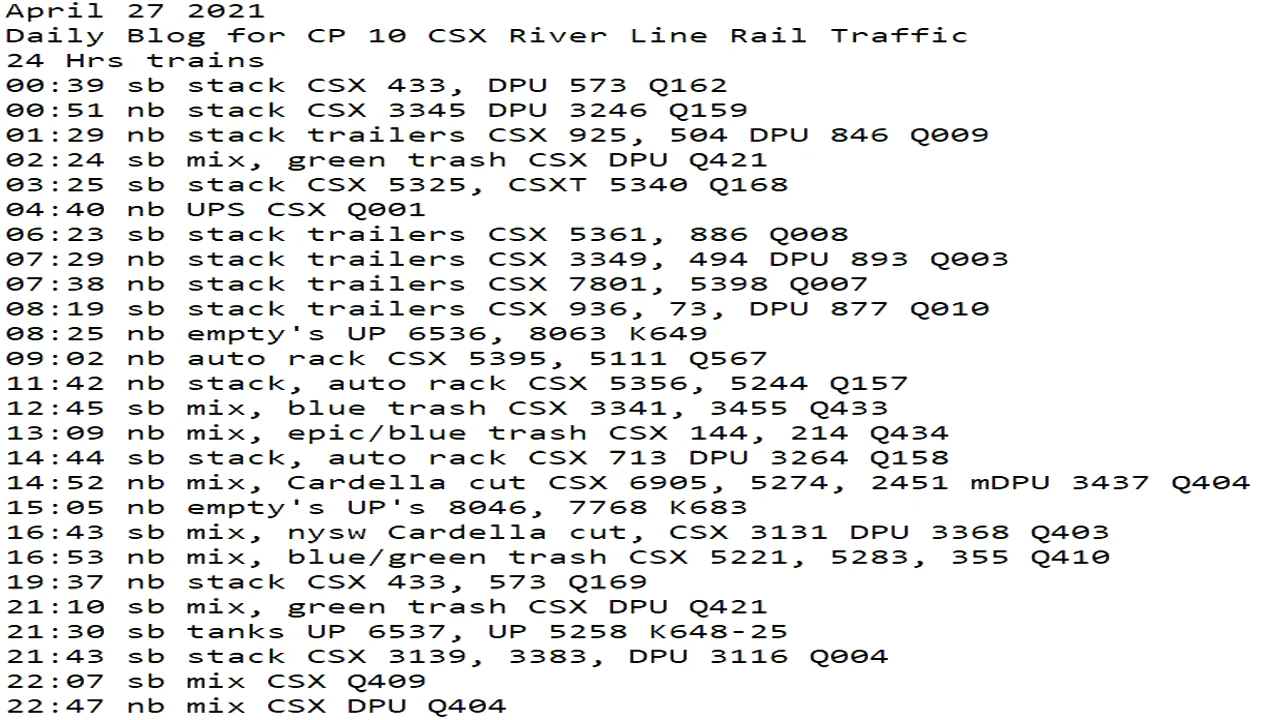 April 27 2021
Daily Blog for CP 10 CSX River Line Rail Traffic
24 Hrs trains
00:39 sb stack CSX 433, DPU 573 Q162
00:51 nb stack CSX 3345 DPU 3246 Q159
01:29 nb stack trailers CSX 925, 504 DPU 846 Q009
02:24 sb mix, green trash CSX DPU Q421
03:25 sb stack CSX 5325, CSXT 5340 Q168
04:40 nb UPS CSX Q001
06:23 sb stack trailers CSX 5361, 886 Q008
07:29 nb stack trailers CSX 3349, 494 DPU 893 Q003
07:38 nb stack trailers CSX 7801, 5398 Q007
08:19 sb stack trailers CSX 936, 73, DPU 877 Q010
08:25 nb empty's UP 6536, 8063 K649
09:02 nb auto rack CSX 5395, 5111 Q567
11:42 nb stack, auto rack CSX 5356, 5244 Q157
12:45 sb mix, blue trash CSX 3341, 3455 Q433
13:09 nb mix, epic/blue trash CSX 144, 214 Q434
14:44 sb stack, auto rack CSX 713 DPU 3264 Q158
14:52 nb mix, Cardella cut CSX 6905, 5274, 2451 mDPU 3437 Q404
15:05 nb empty's UP's 8046, 7768 K683
16:43 sb mix, nysw Cardella cut, CSX 3131 DPU 3368 Q403
16:53 nb mix, blue/green trash CSX 5221, 5283, 355 Q410
19:37 nb stack CSX 433, 573 Q169
21:10 sb mix, green trash CSX DPU Q421
21:30 sb tanks UP 6537, UP 5258 K648-25
21:43 sb stack CSX 3139, 3383, DPU 3116 Q004
22:07 sb mix CSX Q409
22:47 nb mix CSX DPU Q404